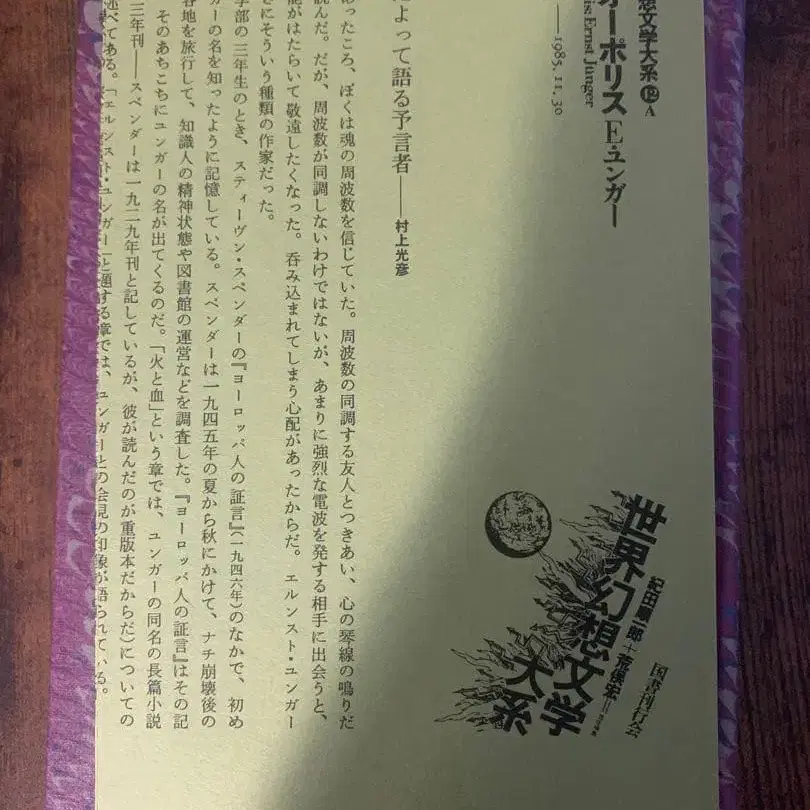 想文学大系 ⑫ A
オーポリス E・ユンガー
is: Ernst Jünger
——1985. 11. 30
国書刊行会
紀田順一郎＋荒俣宏＝
世界幻想文学
大系
よって語る予言者——村上光彦
ったころ、ぼくは魂の周波数を信じていた。周波数の同調する友人とつきあい、心の琴線の鳴りだ
読んだ。だが、周波数が同調しないわけではないが、あまりに強烈な電波を発する相手に出会うと、
能がはたらいて敬遠したくなった。呑み込まれてしまう心配があったからだ。エルンスト・ユンガー
さにそういう種類の作家だった。
学部の三年生のとき、スティーヴン・スペンダーの『ヨーロッパ人の証言』（一九四六年）のなかで、初め
ガーの名を知ったように記憶している。スペンダーは一九四五年の夏から秋にかけて、ナチ崩壊後の
各地を旅行して、知識人の精神状態や図書館の運営などを調査した。『ヨーロッパ人の証言』はその記
そのあちこちにユンガーの名が出てくるのだ。「火と血」という章では、ユンガーの同名の長篇小説
三年刊——スペンダーは一九二九年刊と記しているが、彼が読んだのが重版本だからだ）についての
述べてある。「エルンスト・ユンガー」と題する章では、ユンガーとの会見の印象が語られている。